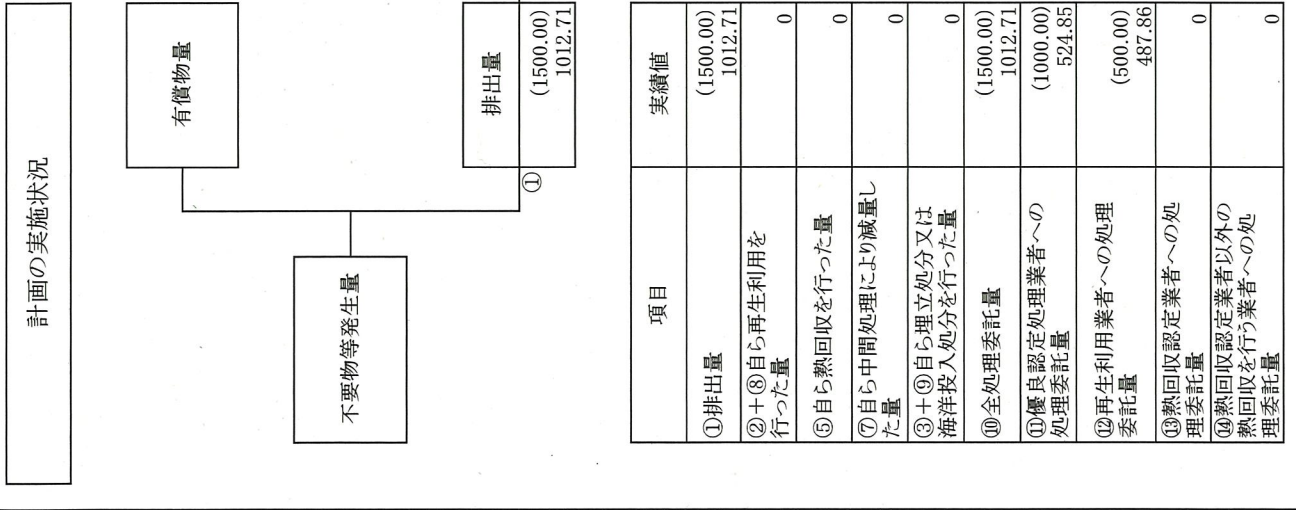 計画の実施状況
有償物量
不要物等発生量
排出量
①
(1500.00)
1012.71
項目
実績値
①排出量
(1500.00)
1012.71
②＋⑧自ら再生利用を
行った量
0
⑤自ら熱回収を行った量
0
⑦自ら中間処理により減量し
た量
0
③＋⑨自ら埋立処分又は
海洋投入処分を行った量
0
⑩全処理委託量
(1500.00)
1012.71
⑪優良認定処理業者への
処理委託量
(1000.00)
524.85
⑫再生利用業者への処理
委託量
(500.00)
487.86
⑬熱回収認定業者への処
理委託量
0
⑭熱回収認定業者以外の
熱回収を行う業者への処
理委託量
0